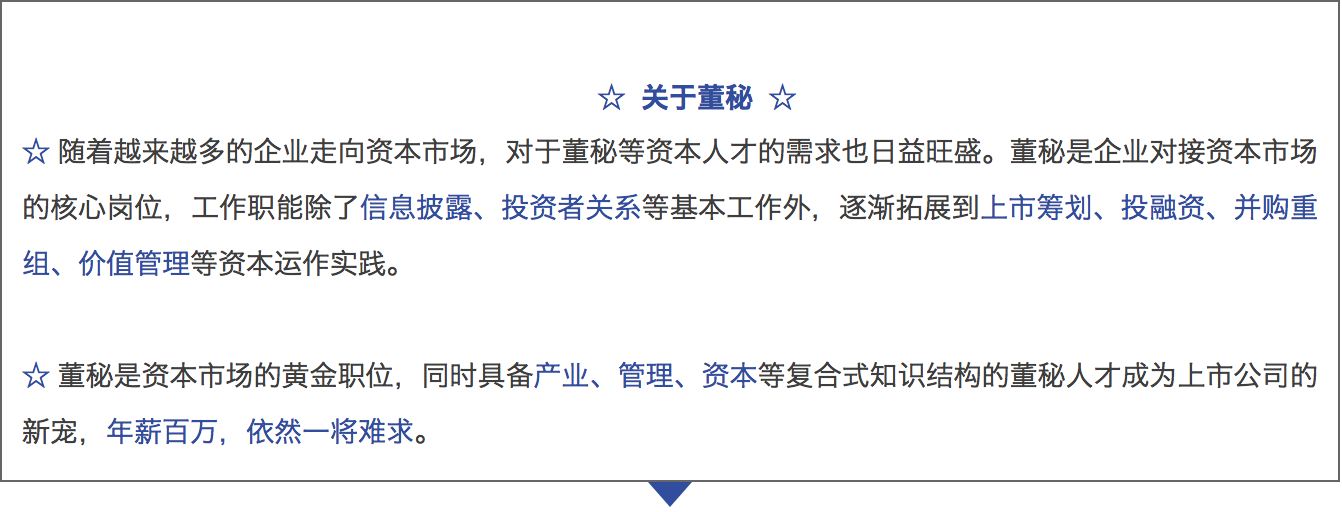 ☆ 关于董秘 ☆
☆ 随着越来越多的企业走向资本市场，对于董秘等资本人才的需求也日益旺盛。董秘是企业对接资本市场
的核心岗位，工作职能除了信息披露、投资者关系等基本工作外，逐渐拓展到上市筹划、投融资、并购重
组、价值管理等资本运作实践。
☆ 董秘是资本市场的黄金职位，同时具备产业、管理、资本等复合式知识结构的董秘人才成为上市公司的
新宠，年薪百万，依然一将难求。